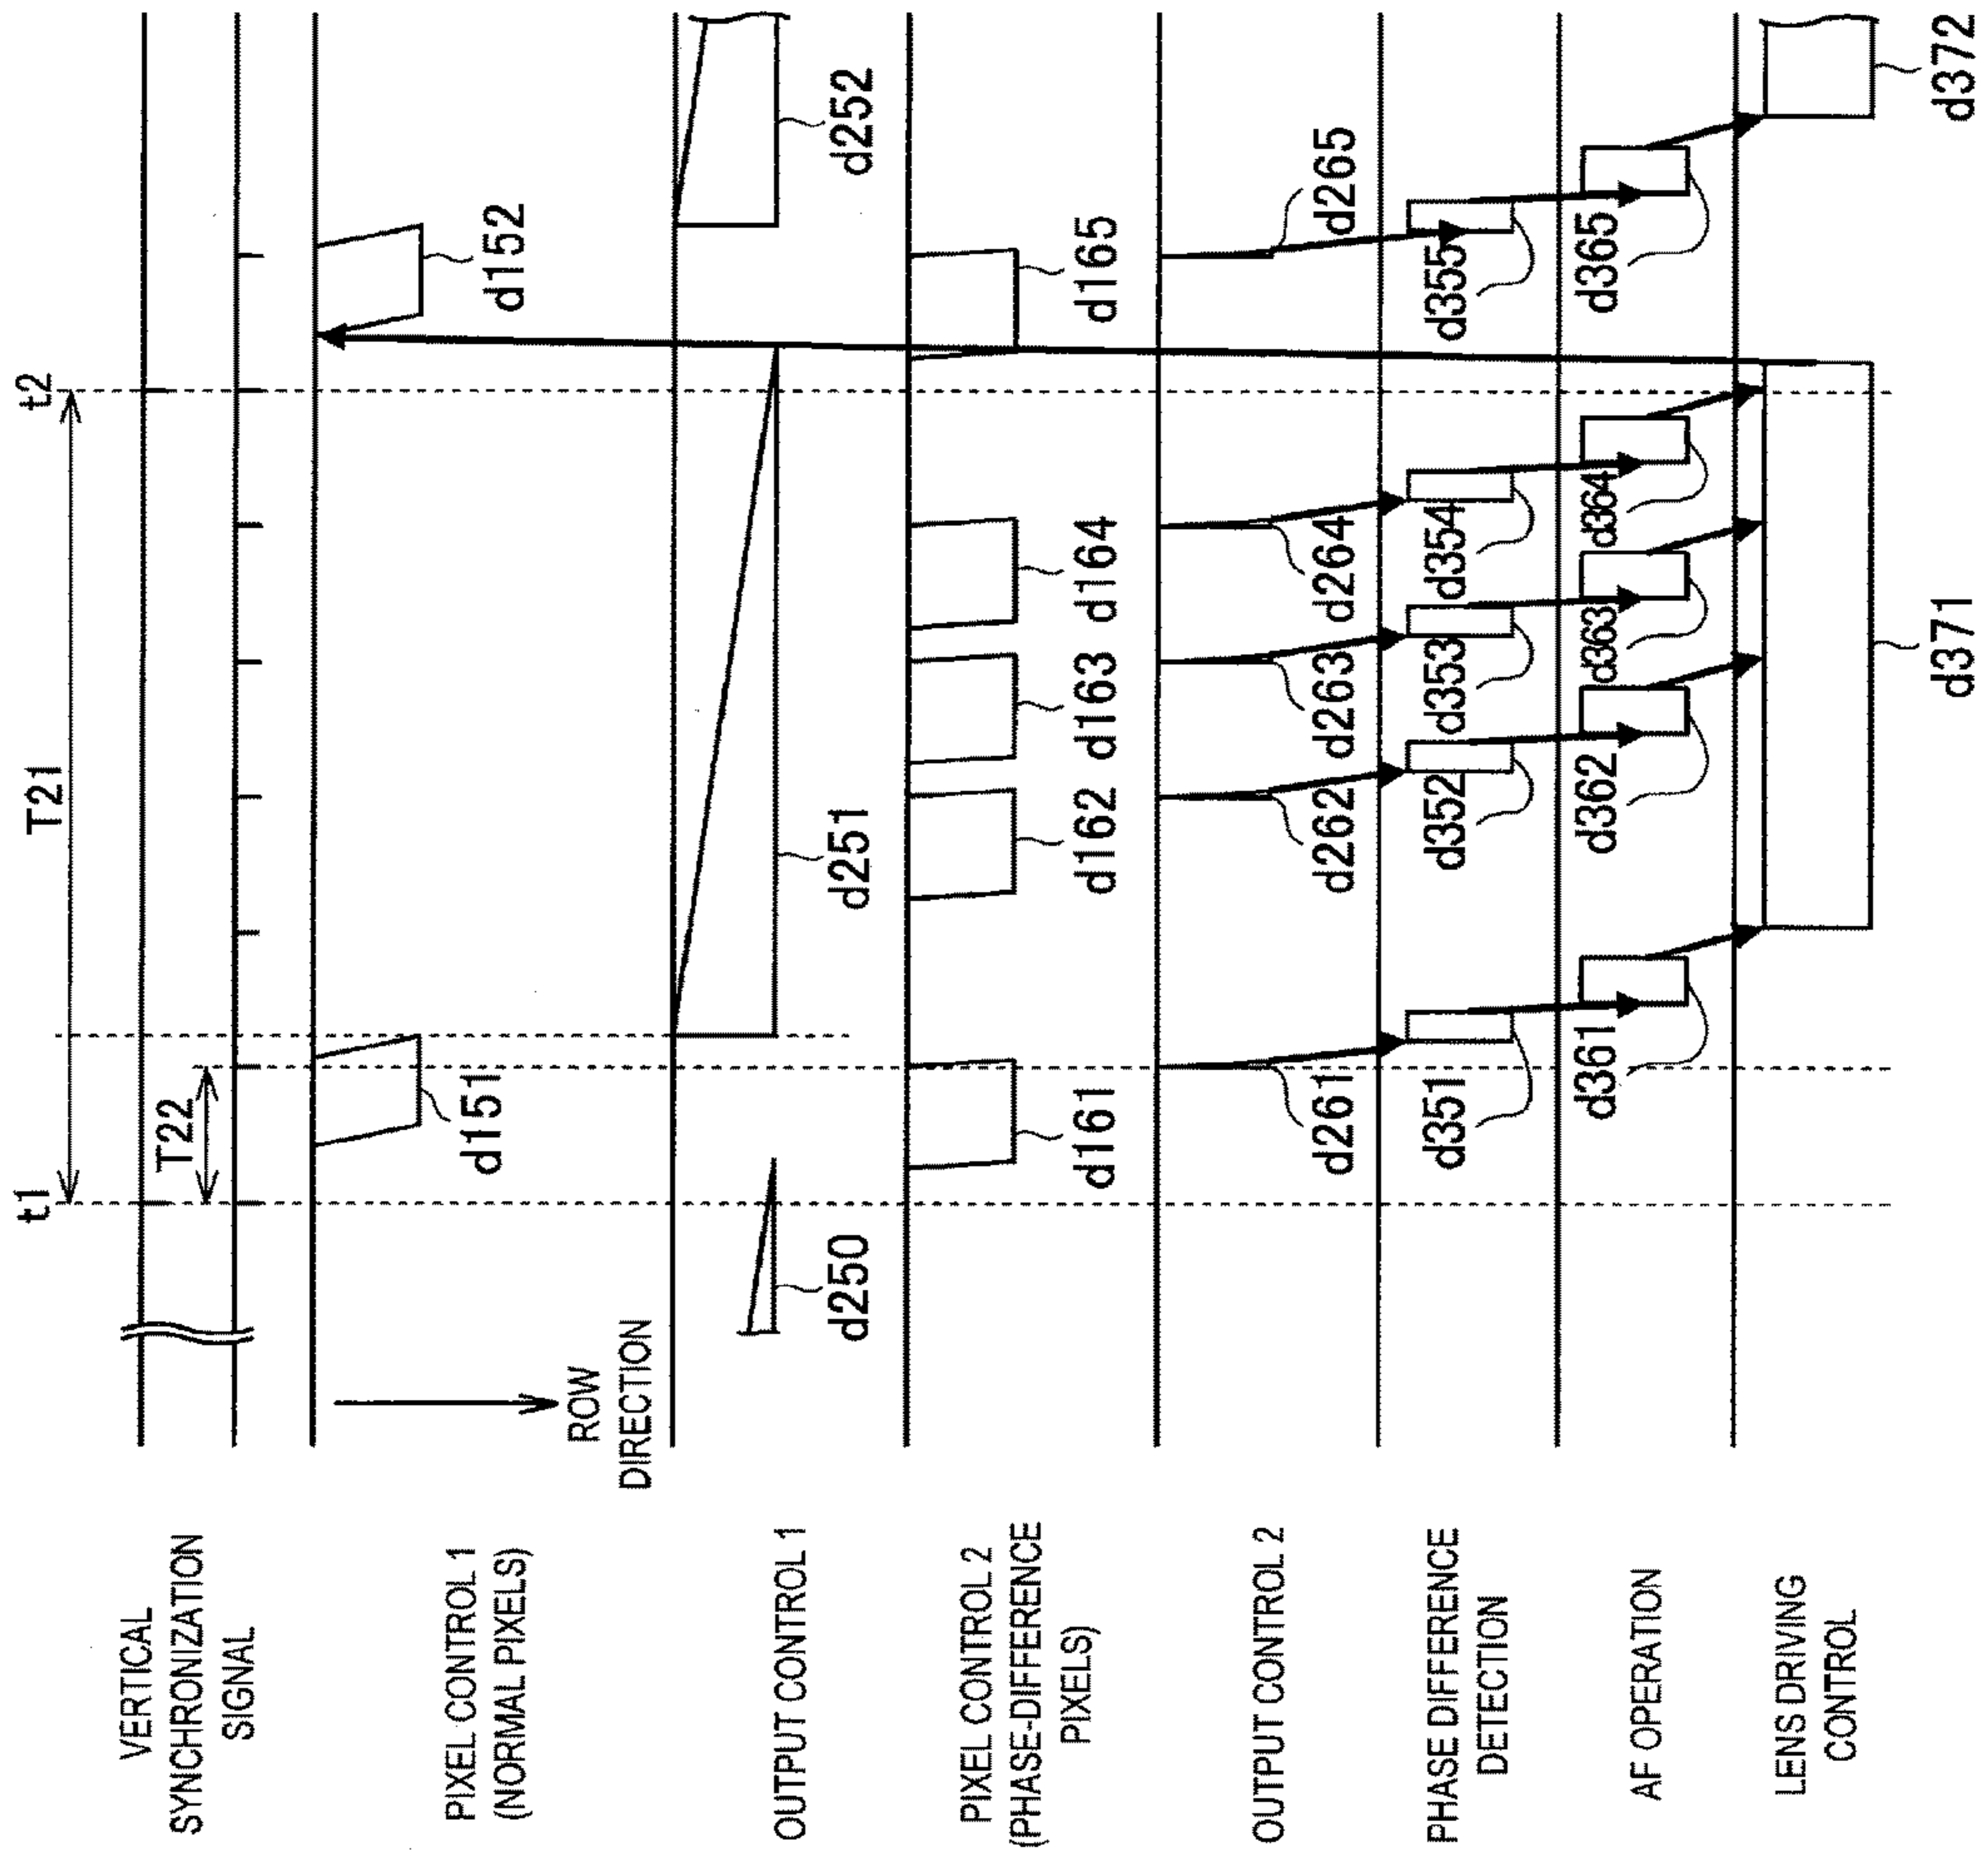 VERTICAL
SYNCHRONIZATION
SIGNAL
t1
T21
t2
T22
PIXEL CONTROL 1
(NORMAL PIXELS)
d151
d152
ROW
DIRECTION
OUTPUT CONTROL 1
d250
d251
d252
PIXEL CONTROL 2
(PHASE-DIFFERENCE
PIXELS)
d161
d162
d163
d164
d165
OUTPUT CONTROL 2
d261
d262
d263
d264
d265
PHASE DIFFERENCE
DETECTION
d351
d352
d353
d354
d355
AF OPERATION
d361
d362
d363
d364
d365
LENS DRIVING
CONTROL
d371
d372